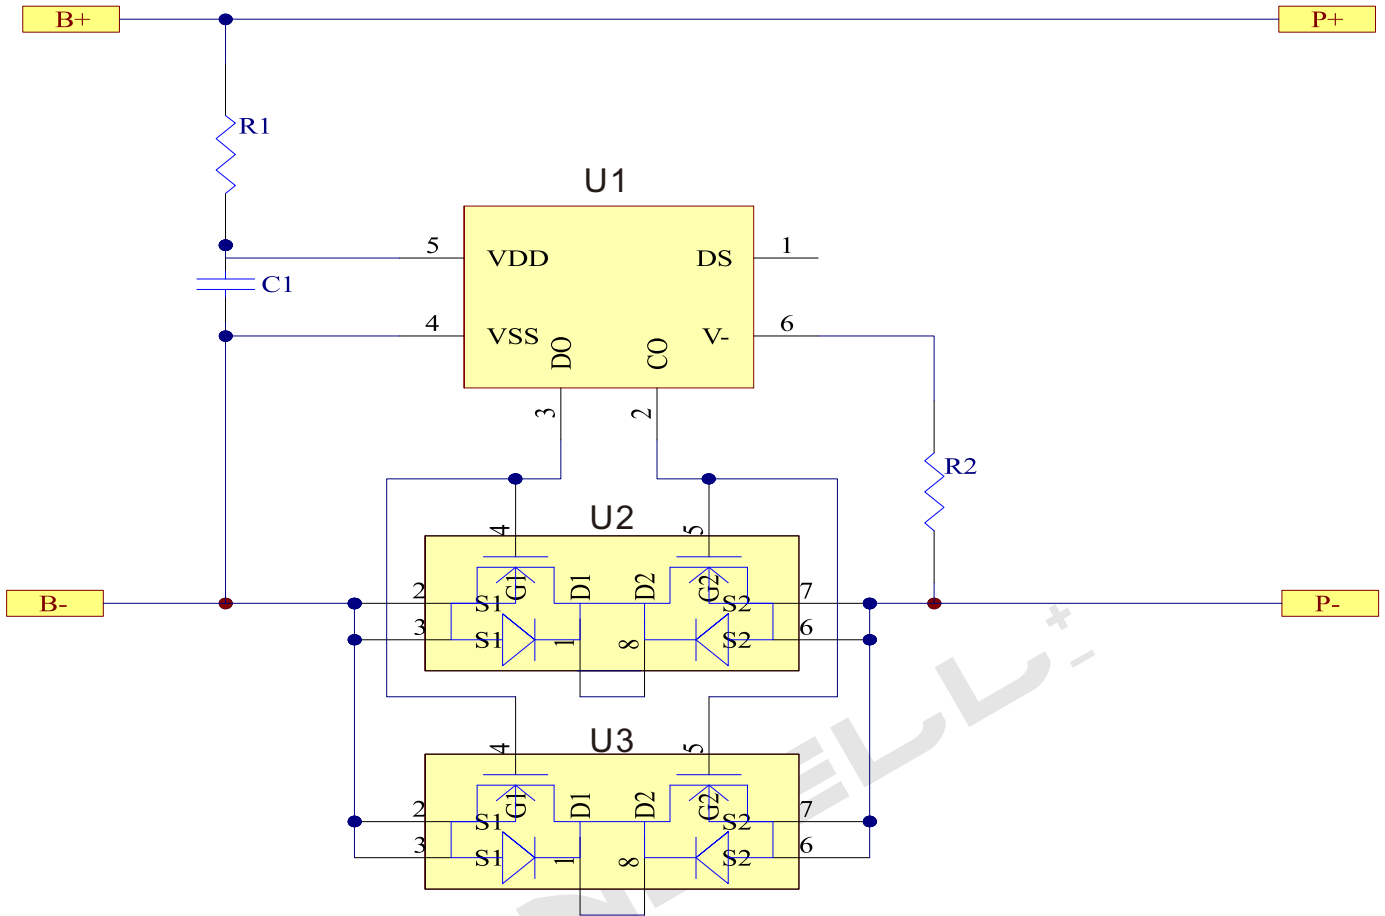 B+ P+
R1
U1
5 VDD DS 1
C1
4 VSS V- 6
DO CO
3 2
R2
U2
4 5
G1 D1 D2 G2
B- 2 S1 S2 7 P-
3 S1 1 8 S2 6
U3
4 5
G1 D1 D2 G2
2 S1 S2 7
3 S1 1 8 S2 6